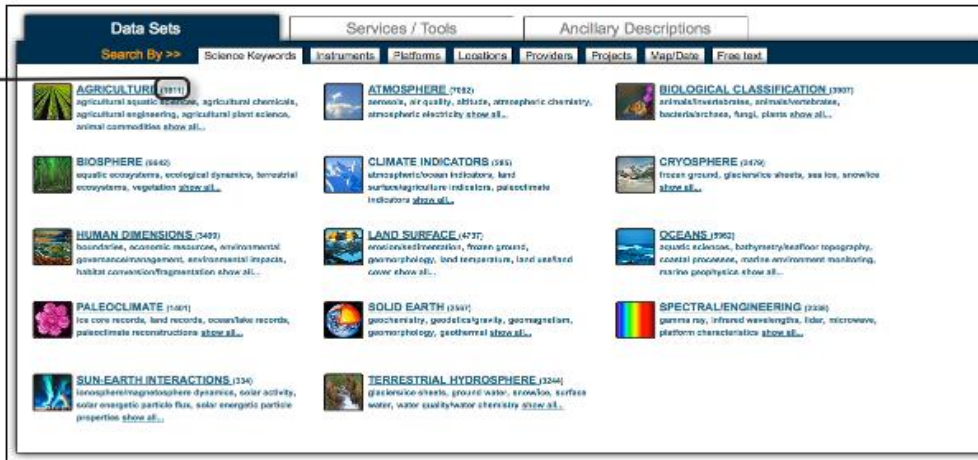 Data Sets
Services / Tools
Ancillary Descriptions
Search By >>
Science Keywords
Instruments
Platforms
Locations
Providers
Projects
Map/Date
Free text
AGRICULTURE (1811)
agricultural aquatic sciences, agricultural chemicals,
agricultural engineering, agricultural plant science,
animal commodities show all...
ATMOSPHERE (7092)
aerosols, air quality, altitude, atmospheric chemistry,
atmospheric electricity show all...
BIOLOGICAL CLASSIFICATION
animals/invertebrates, animals/vertebrates,
bacteria/archaea, fungi, plants show all...
BIOSPHERE
aquatic ecosystems, ecological dynamics, terrestrial
ecosystems, vegetation show all...
CLIMATE INDICATORS
atmospheric/ocean indicators, land
surface/agriculture indicators, paleoclimate
indicators show all...
CRYOSPHERE (2479)
frozen ground, glaciers/ice sheets, sea ice, snow/ice
show all...
HUMAN DIMENSIONS
boundaries, economic resources, environmental
governance/management, environmental impacts,
habitat conversion/fragmentation show all...
LAND SURFACE (4737)
erosion/sedimentation, frozen ground,
geomorphology, land temperature, land use/land
cover show all...
OCEANS
aquatic sciences, bathymetry/seafloor topography,
coastal processes, marine environment monitoring,
marine geophysics show all...
PALEOCLIMATE (1401)
ice core records, land records, ocean/lake records,
paleoclimate reconstructions show all...
SOLID EARTH
geochemistry, geodetics/gravity, geomagnetism,
geomorphology, geothermal show all...
SPECTRAL/ENGINEERING
gamma ray, infrared wavelengths, lidar, microwave,
platform characteristics show all...
SUN-EARTH INTERACTIONS (334)
ionosphere/magnetosphere dynamics, solar activity,
solar energetic particle flux, solar energetic particle
properties show all...
TERRESTRIAL HYDROSPHERE (3244)
glaciers/ice sheets, ground water, snow/ice, surface
water, water quality/water chemistry show all...